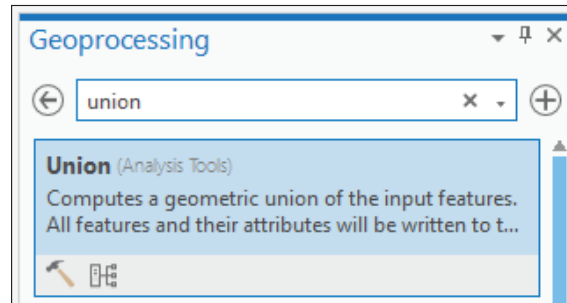 Geoprocessing
union
Union (Analysis Tools)
Computes a geometric union of the input features.
All features and their attributes will be written to t...